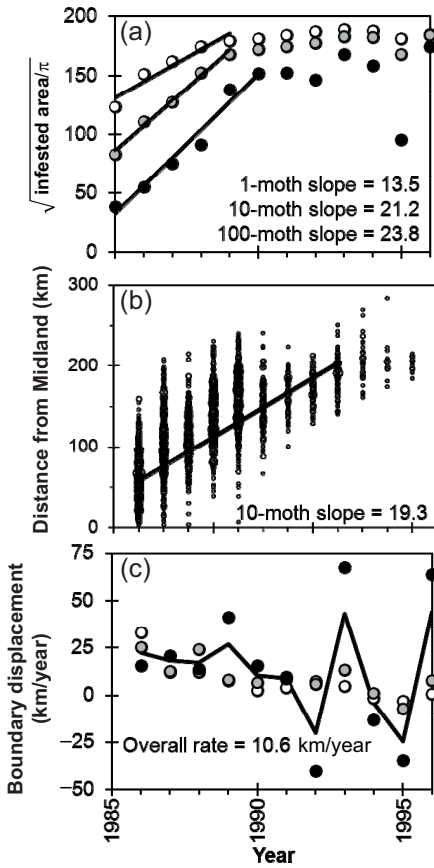 (a)
√ infested area/π
200
150
100
50
0
1-moth slope = 13.5
10-moth slope = 21.2
100-moth slope = 23.8
(b)
Distance from Midland (km)
300
200
100
0
10-moth slope = 19.3
(c)
Boundary displacement
(km/year)
75
50
25
0
−25
−50
Overall rate = 10.6 km/year
1985
1990
1995
Year